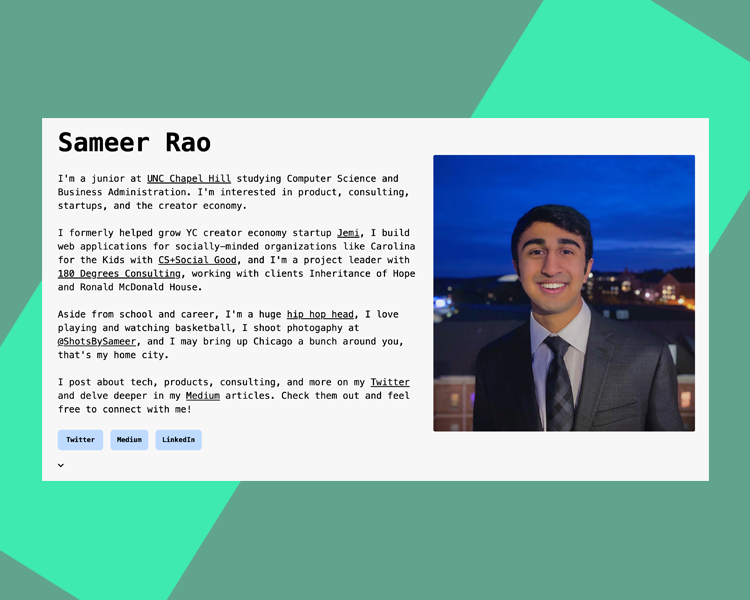 Sameer Rao
I'm a junior at UNC Chapel Hill studying Computer Science and
Business Administration. I'm interested in product, consulting,
startups, and the creator economy.
I formerly helped grow YC creator economy startup Jemi, I build
web applications for socially-minded organizations like Carolina
for the Kids with CS+Social Good, and I'm a project leader with
180 Degrees Consulting, working with clients Inheritance of Hope
and Ronald McDonald House.
Aside from school and career, I'm a huge hip hop head, I love
playing and watching basketball, I shoot photogaphy at
@ShotsBySameer, and I may bring up Chicago a bunch around you,
that's my home city.
I post about tech, products, consulting, and more on my Twitter
and delve deeper in my Medium articles. Check them out and feel
free to connect with me!
Twitter Medium LinkedIn